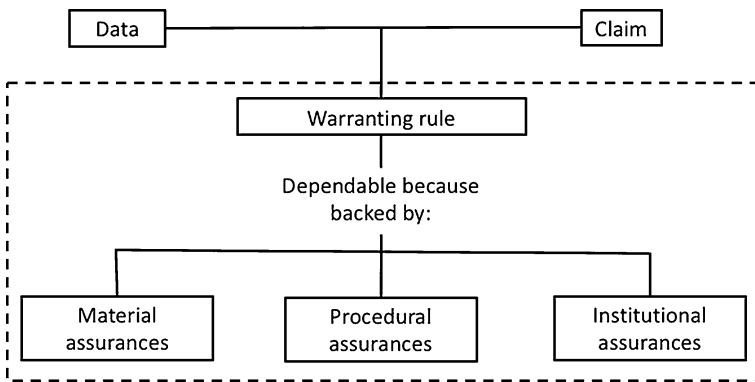 Data
Claim
Warranting rule
Dependable because
backed by:
Material
assurances
Procedural
assurances
Institutional
assurances